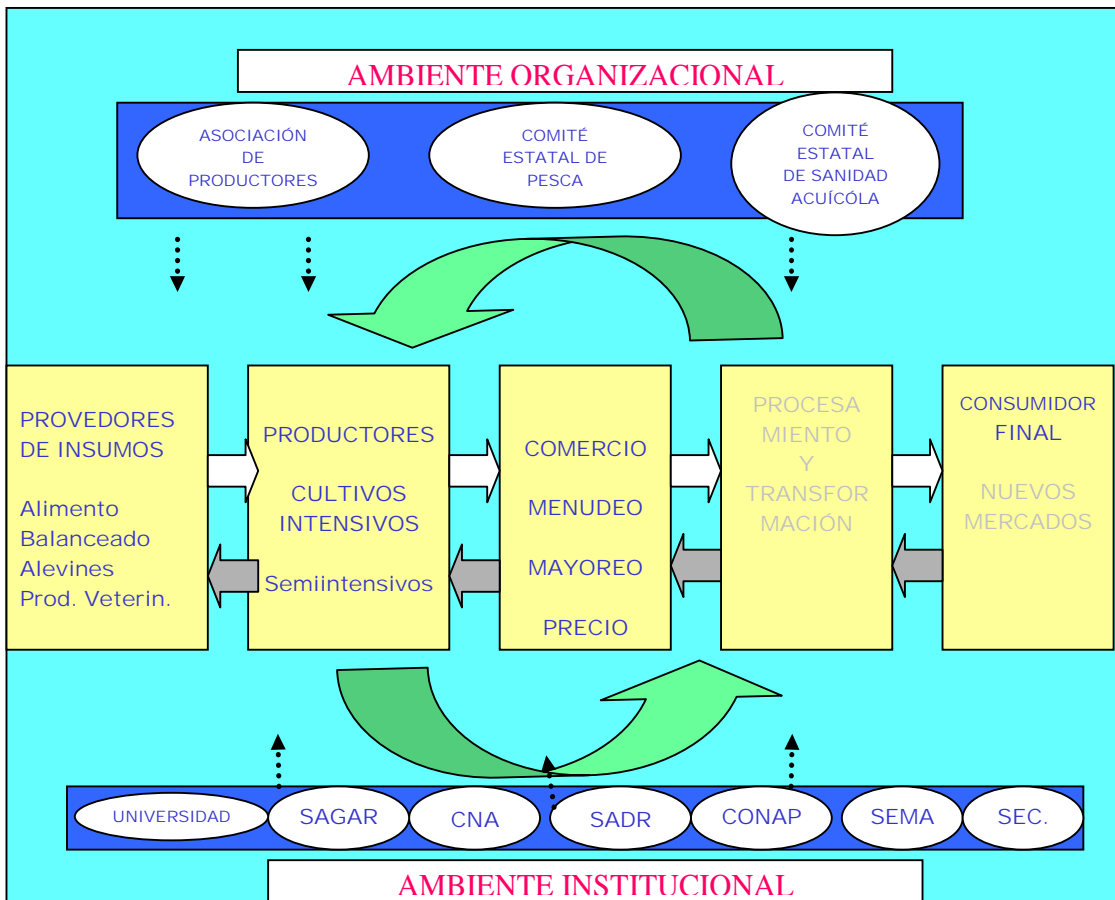 AMBIENTE ORGANIZACIONAL
ASOCIACIÓN
DE
PRODUCTORES
COMITÉ
ESTATAL DE
PESCA
COMITÉ
ESTATAL
DE SANIDAD
ACUÍCÓLA
PROVEDORES
DE INSUMOS
Alimento
Balanceado
Alevines
Prod. Veterin.
PRODUCTORES
CULTIVOS
INTENSIVOS
Semiintensivos
COMERCIO
MENUDEO
MAYOREO
PRECIO
PROCESA
MIENTO
Y
TRANSFOR
MACIÓN
CONSUMIDOR
FINAL
NUEVOS
MERCADOS
UNIVERSIDAD
SAGAR
CNA
SADR
CONAP
SEMA
SEC.
AMBIENTE INSTITUCIONAL